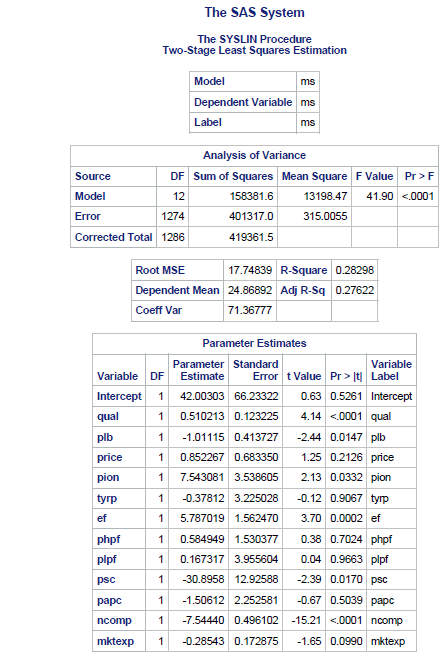 The SAS System
The SYSLIN Procedure
Two-Stage Least Squares Estimation
Model ms
Dependent Variable ms
Label ms
Analysis of Variance
Source DF Sum of Squares Mean Square F Value Pr > F
Model 12 158381.6 13198.47 41.90 <.0001
Error 1274 401317.0 315.0055
Corrected Total 1286 419361.5
Root MSE 17.74839 R-Square 0.28298
Dependent Mean 24.86892 Adj R-Sq 0.27622
Coeff Var 71.36777
Parameter Estimates
Variable DF Parameter Estimate Standard Error t Value Pr > |t| Variable Label
Intercept 1 42.00303 66.23322 0.63 0.5261 Intercept
qual 1 0.510213 0.123225 4.14 <.0001 qual
plb 1 -1.01115 0.413727 -2.44 0.0147 plb
price 1 0.852267 0.683350 1.25 0.2126 price
pion 1 7.543081 3.538605 2.13 0.0332 pion
tyrp 1 -0.37812 3.225028 -0.12 0.9067 tyrp
ef 1 5.787019 1.562470 3.70 0.0002 ef
phpf 1 0.584949 1.530377 0.38 0.7024 phpf
plpf 1 0.167317 3.955604 0.04 0.9663 plpf
psc 1 -30.8958 12.92588 -2.39 0.0170 psc
papc 1 -1.50612 2.252581 -0.67 0.5039 papc
ncomp 1 -7.54440 0.496102 -15.21 <.0001 ncomp
mktexp 1 -0.28543 0.172875 -1.65 0.0990 mktexp